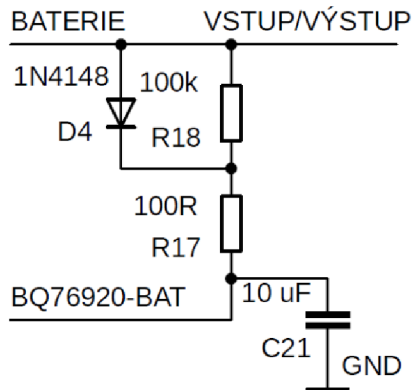 BATERIE VSTUP/VÝSTUP
1N4148 100k
D4 R18
100R
R17
BQ76920-BAT 10 uF
C21 GND